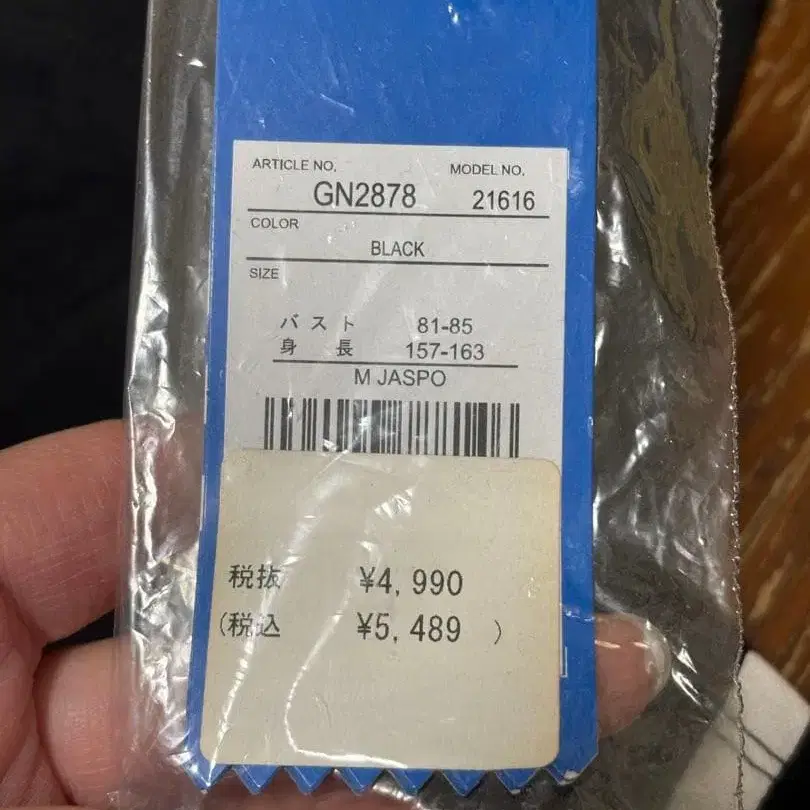 ARTICLE NO. MODEL NO.
GN2878 21616
COLOR
BLACK
SIZE
バスト 81-85
身長 157-163
M JASPO
税抜 ¥4,990
(税込 ¥5,489 )